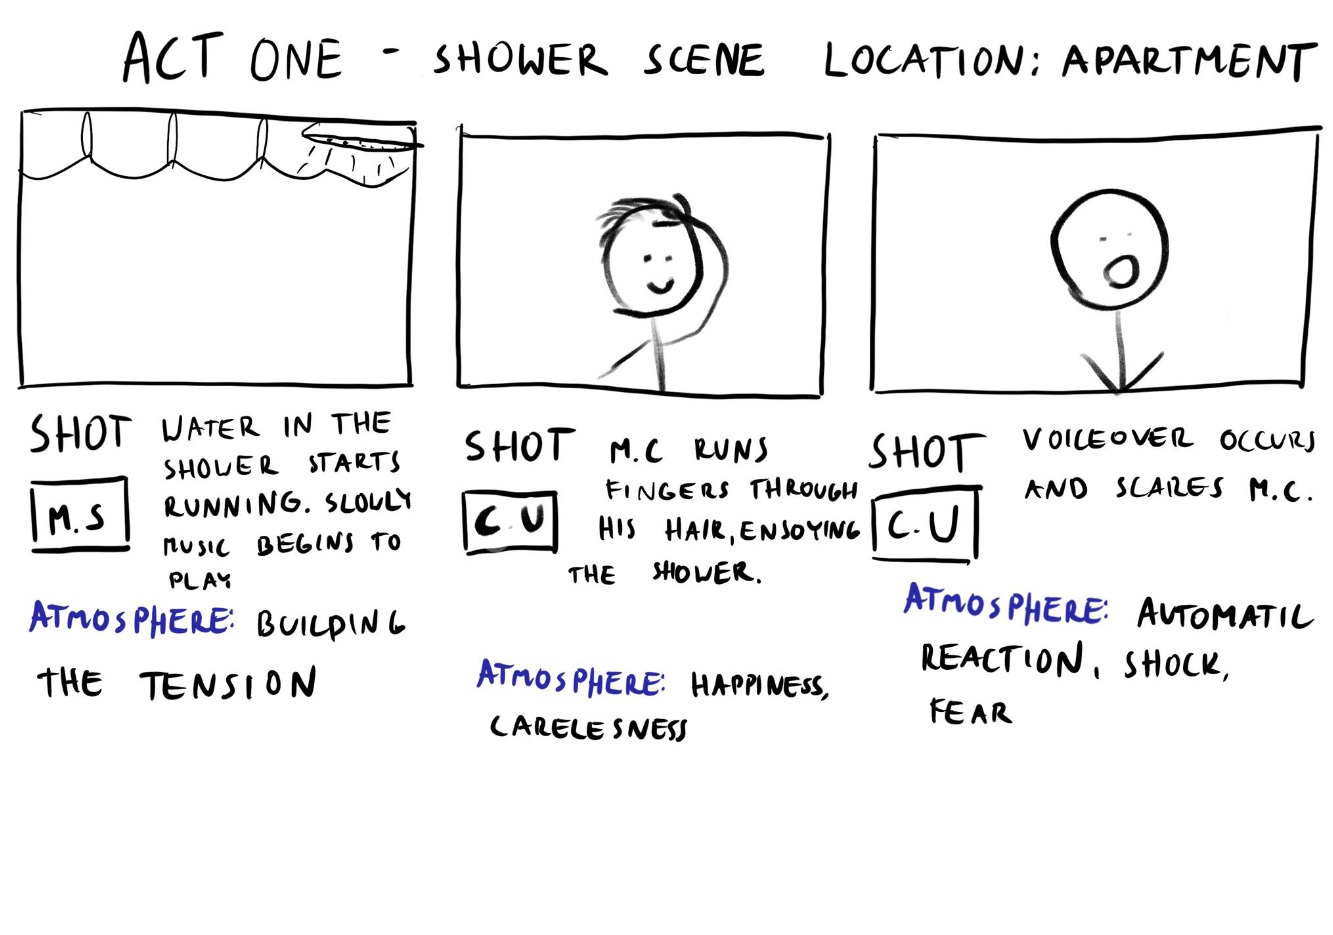 ACT ONE - SHOWER SCENE LOCATION: APARTMENT
SHOT
M.S
WATER IN THE
SHOWER STARTS
RUNNING. SLOWLY
MUSIC BEGINS TO
PLAY
ATMOSPHERE: BUILDING
THE TENSION
SHOT
C.U
M.C RUNS
FINGERS THROUGH
HIS HAIR, ENJOYING
THE SHOWER.
ATMOSPHERE: HAPPINESS,
CARELESNESS
SHOT
C.U
VOICEOVER OCCURS
AND SCARES M.C.
ATMOSPHERE: AUTOMATIC
REACTION, SHOCK,
FEAR